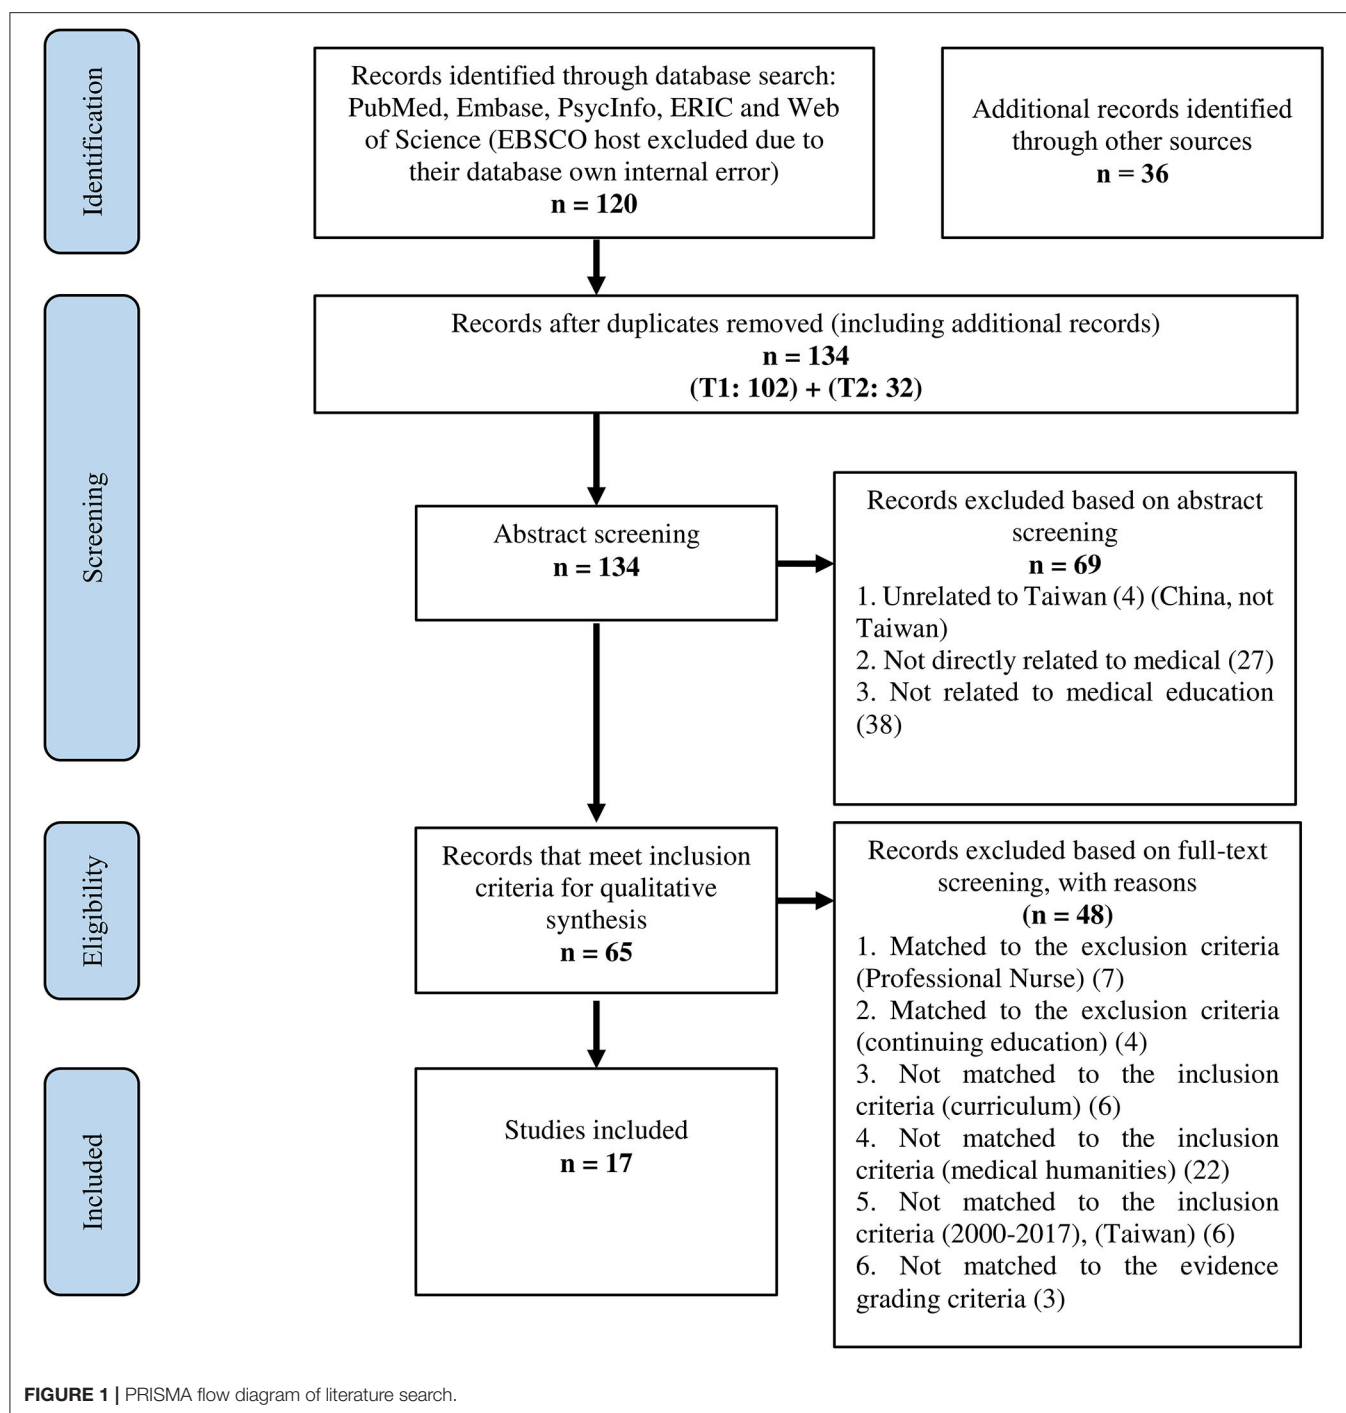 Identification
Records identified through database search:
PubMed, Embase, PsycInfo, ERIC and Web
of Science (EBSCO host excluded due to
their database own internal error)
n = 120
Additional records identified
through other sources
n = 36
Screening
Records after duplicates removed (including additional records)
n = 134
(T1: 102) + (T2: 32)
Abstract screening
n = 134
Records excluded based on abstract
screening
n = 69
1. Unrelated to Taiwan (4) (China, not
Taiwan)
2. Not directly related to medical (27)
3. Not related to medical education
(38)
Eligibility
Records that meet inclusion
criteria for qualitative
synthesis
n = 65
Records excluded based on full-text
screening, with reasons
(n = 48)
1. Matched to the exclusion criteria
(Professional Nurse) (7)
2. Matched to the exclusion criteria
(continuing education) (4)
3. Not matched to the inclusion
criteria (curriculum) (6)
4. Not matched to the inclusion
criteria (medical humanities) (22)
5. Not matched to the inclusion
criteria (2000-2017), (Taiwan) (6)
6. Not matched to the evidence
grading criteria (3)
Included
Studies included
n = 17
FIGURE 1 | PRISMA flow diagram of literature search.